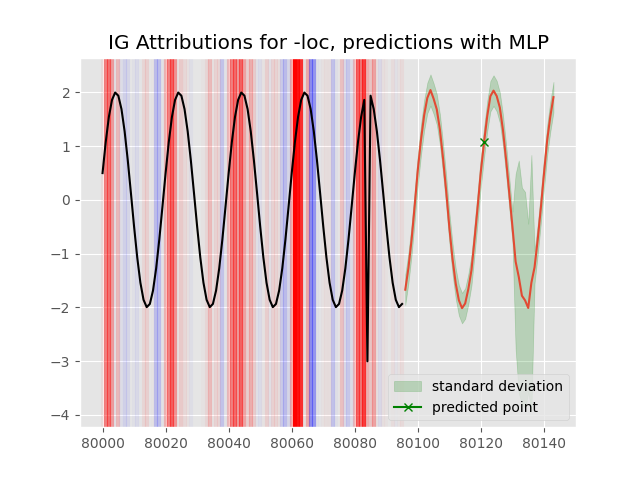 IG Attributions for -loc, predictions with MLP
2
1
0
−1
−2
−3
−4
standard deviation
predicted point
80000 80020 80040 80060 80080 80100 80120 80140